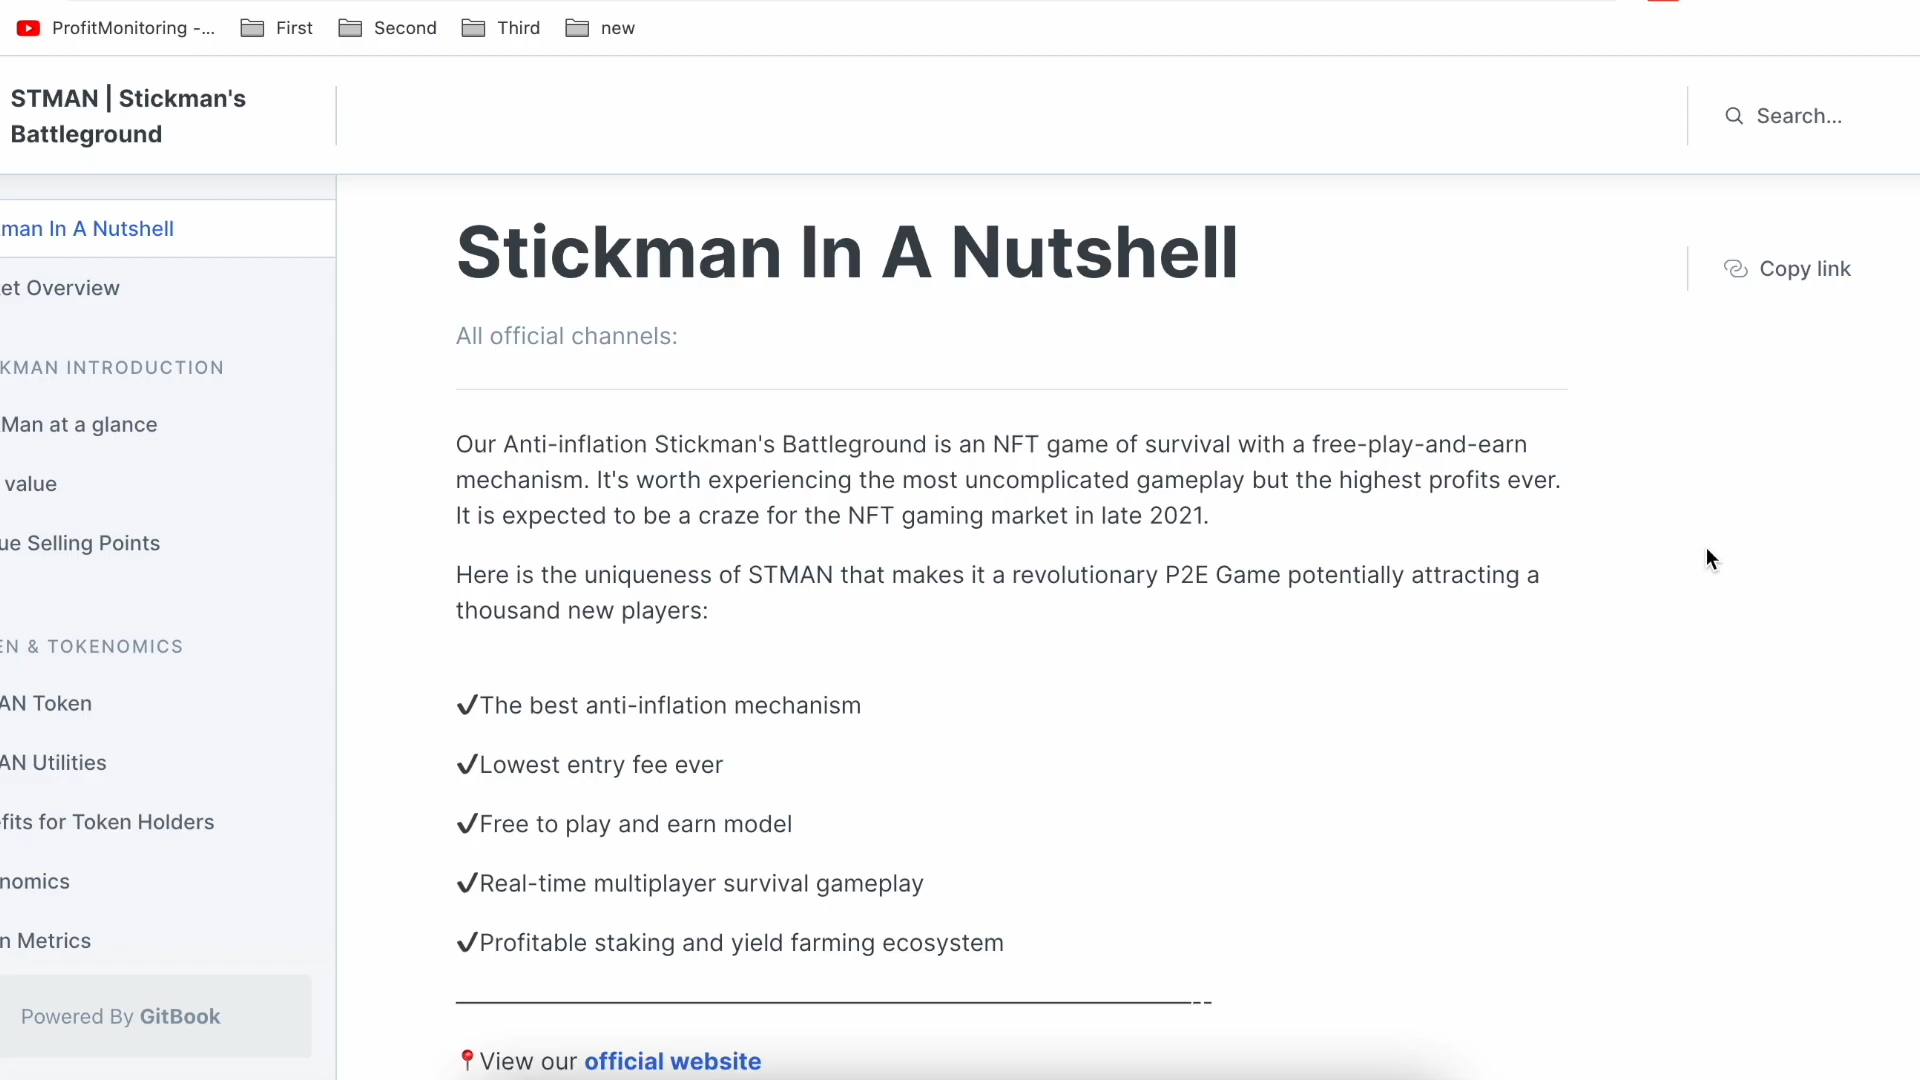 ProfitMonitoring -...
First
Second
Third
new
STMAN | Stickman's
Battleground
Search...
man In A Nutshell
et Overview
KMAN INTRODUCTION
Man at a glance
value
ue Selling Points
EN & TOKENOMICS
AN Token
AN Utilities
fits for Token Holders
nomics
n Metrics
Powered By GitBook
Stickman In A Nutshell
Copy link
All official channels:
Our Anti-inflation Stickman's Battleground is an NFT game of survival with a free-play-and-earn
mechanism. It's worth experiencing the most uncomplicated gameplay but the highest profits ever.
It is expected to be a craze for the NFT gaming market in late 2021.
Here is the uniqueness of STMAN that makes it a revolutionary P2E Game potentially attracting a
thousand new players:
✔The best anti-inflation mechanism
✔Lowest entry fee ever
✔Free to play and earn model
✔Real-time multiplayer survival gameplay
✔Profitable staking and yield farming ecosystem
📍View our official website